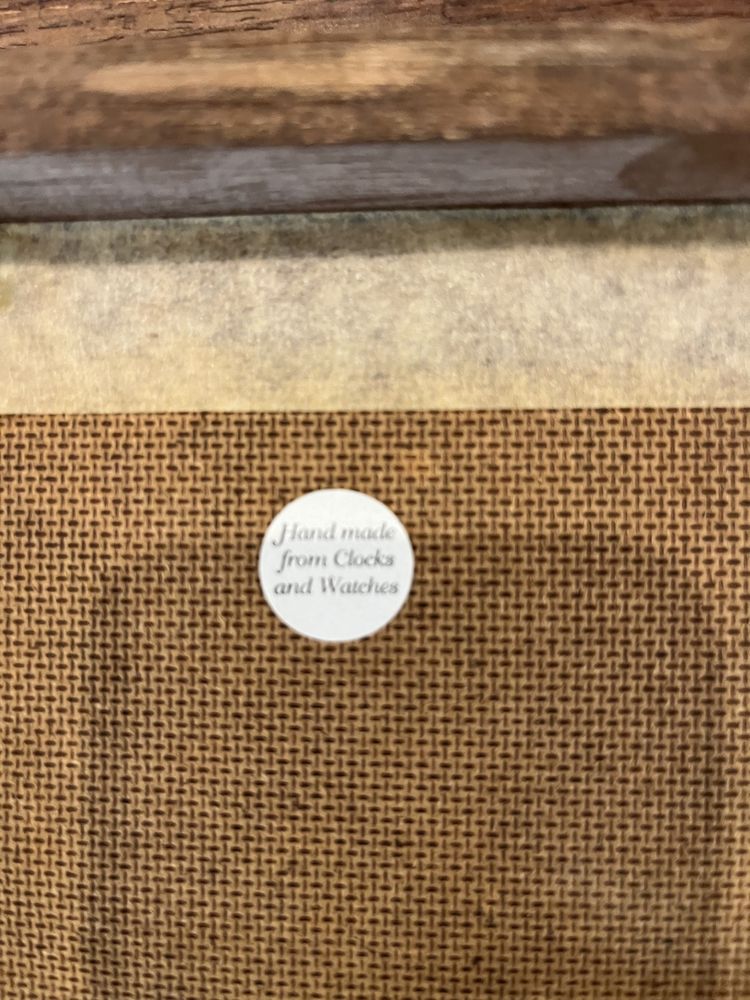 Hand made
from Clocks
and Watches